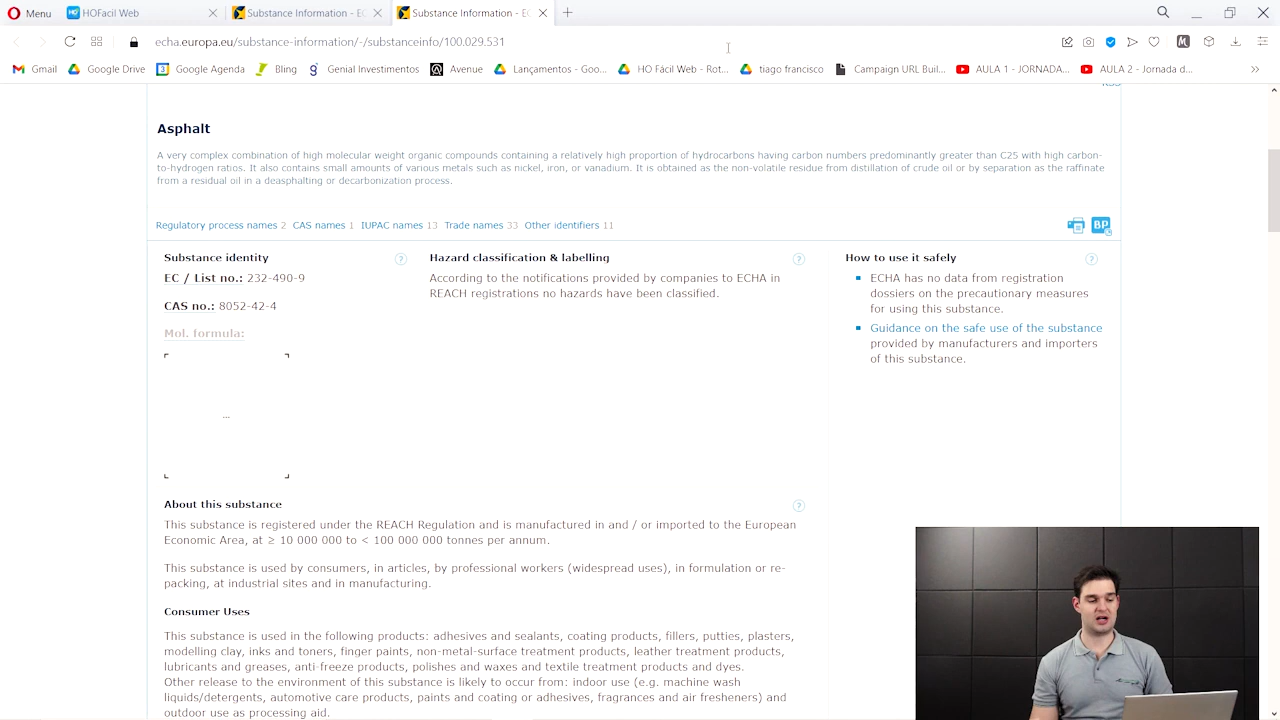 Menu
HOFácil Web
Substance Information - EC
Substance Information - EC
echa.europa.eu/substance-information/-/substanceinfo/100.029.531
Gmail
Google Drive
Google Agenda
Bling
Genial Investimentos
Avenue
Lançamentos - Goo...
HO Fácil Web - Rot...
tiago francisco
Campaign URL Buil...
AULA 1 - JORNADA...
AULA 2 - Jornada d...
Asphalt
A very complex combination of high molecular weight organic compounds containing a relatively high proportion of hydrocarbons having carbon numbers predominantly greater than C25 with high carbon-
to-hydrogen ratios. It also contains small amounts of various metals such as nickel, iron, or vanadium. It is obtained as the non-volatile residue from distillation of crude oil or by separation as the raffinate
from a residual oil in a deasphalting or decarbonization process.
Regulatory process names 2 CAS names 1 IUPAC names 13 Trade names 33 Other identifiers 11
BP
Substance identity
?
EC / List no.: 232-490-9
CAS no.: 8052-42-4
Mol. formula:
...
Hazard classification & labelling
?
According to the notifications provided by companies to ECHA in
REACH registrations no hazards have been classified.
How to use it safely
?
ECHA has no data from registration
dossiers on the precautionary measures
for using this substance.
Guidance on the safe use of the substance
provided by manufacturers and importers
of this substance.
About this substance
?
This substance is registered under the REACH Regulation and is manufactured in and / or imported to the European
Economic Area, at ≥ 10 000 000 to < 100 000 000 tonnes per annum.
This substance is used by consumers, in articles, by professional workers (widespread uses), in formulation or re-
packing, at industrial sites and in manufacturing.
Consumer Uses
This substance is used in the following products: adhesives and sealants, coating products, fillers, putties, plasters,
modelling clay, inks and toners, finger paints, non-metal-surface treatment products, leather treatment products,
lubricants and greases, anti-freeze products, polishes and waxes and textile treatment products and dyes.
Other release to the environment of this substance is likely to occur from: indoor use (e.g. machine wash
liquids/detergents, automotive care products, paints and coating or adhesives, fragrances and air fresheners) and
outdoor use as processing aid.